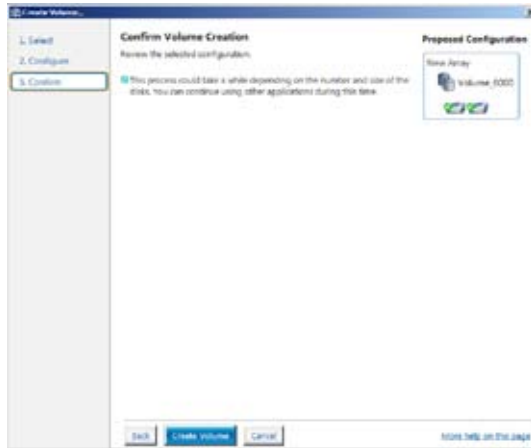 Create Volume...
1. Select
2. Configure
3. Confirm
Confirm Volume Creation
Review the selected configuration.
This process could take a while depending on the number and size of the
disks. You can continue using other applications during this time.
Proposed Configuration
New Array
Volume_0000
Back
Create Volume
Cancel
More help on this page